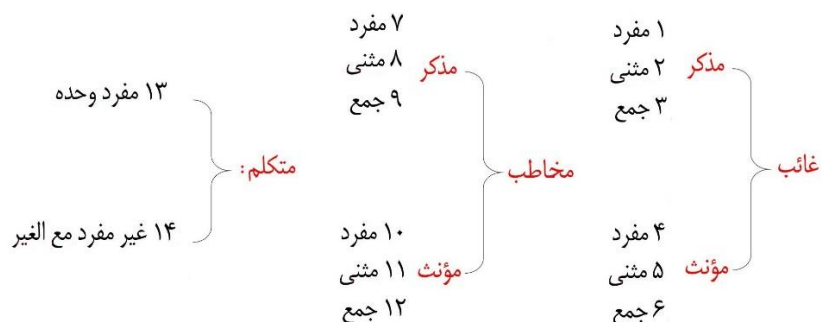 غائب
مذکر
۱ مفرد
۲ مثنی
۳ جمع
مؤنث
۴ مفرد
۵ مثنی
۶ جمع
مخاطب
مذکر
۷ مفرد
۸ مثنی
۹ جمع
مؤنث
۱۰ مفرد
۱۱ مثنی
۱۲ جمع
متکلم:
۱۳ مفرد وحده
۱۴ غیر مفرد مع الغیر